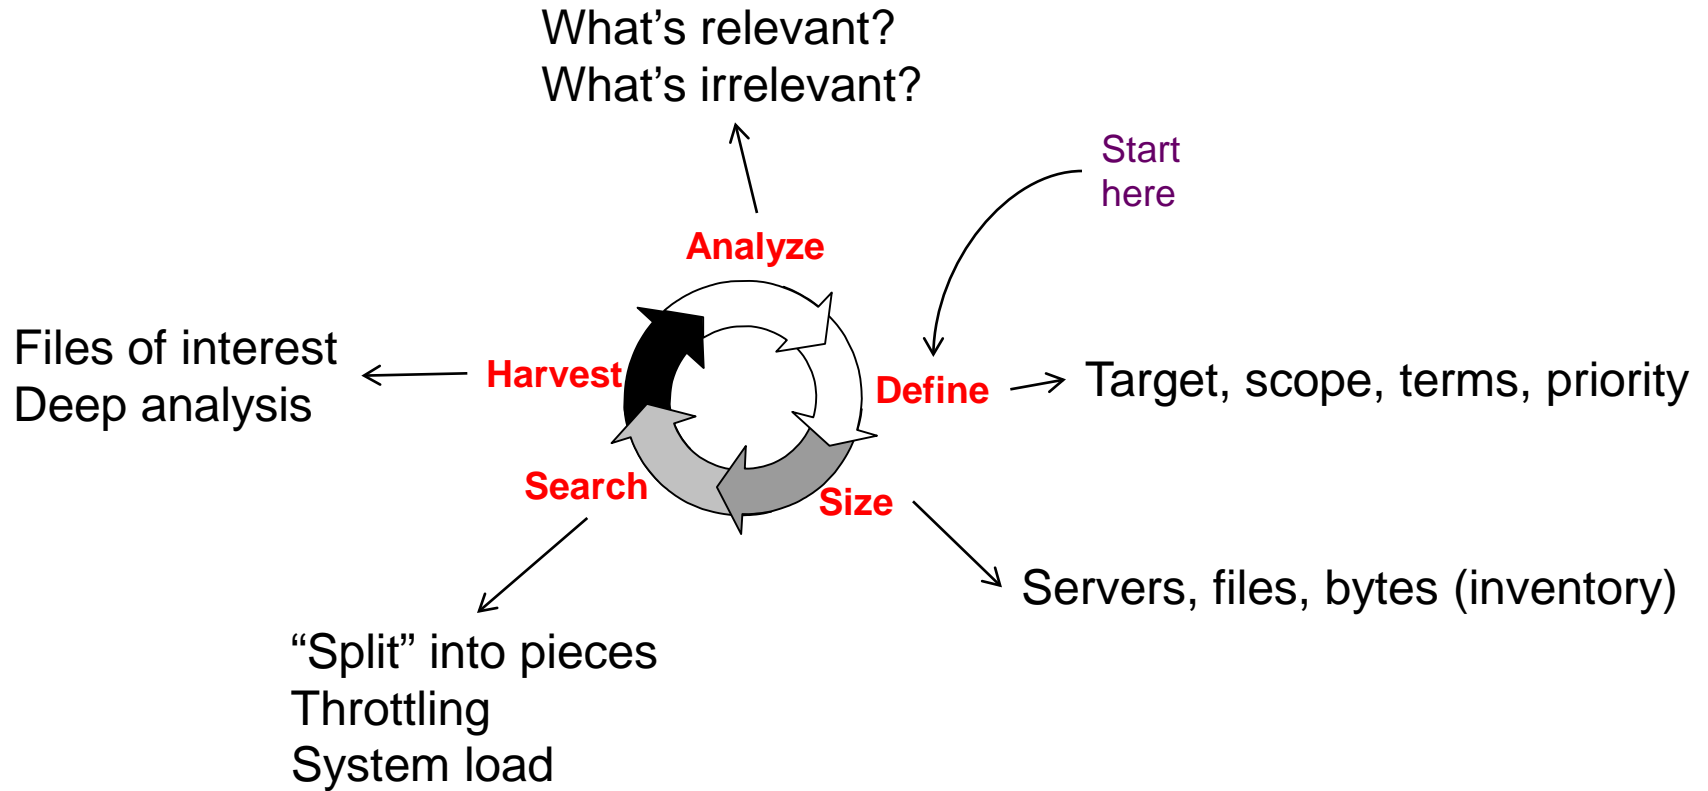 What’s relevant?
What’s irrelevant?
Start
here
Analyze
Files of interest
Deep analysis
Harvest
Define
Target, scope, terms, priority
Search
Size
Servers, files, bytes (inventory)
“Split” into pieces
Throttling
System load